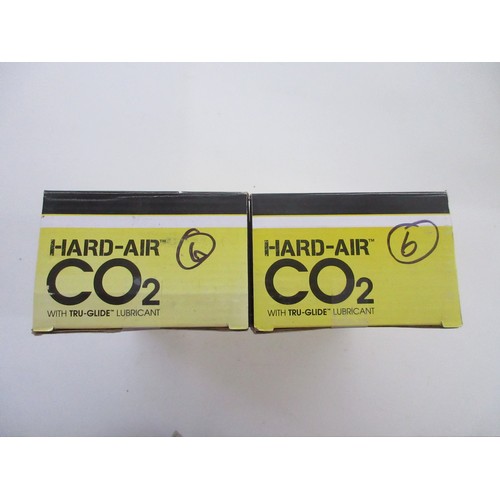 HARD-AIR™ 6
CO2
WITH TRU-GLIDE™ LUBRICANT
HARD-AIR™ 6
CO2
WITH TRU-GLIDE™ LUBRICANT